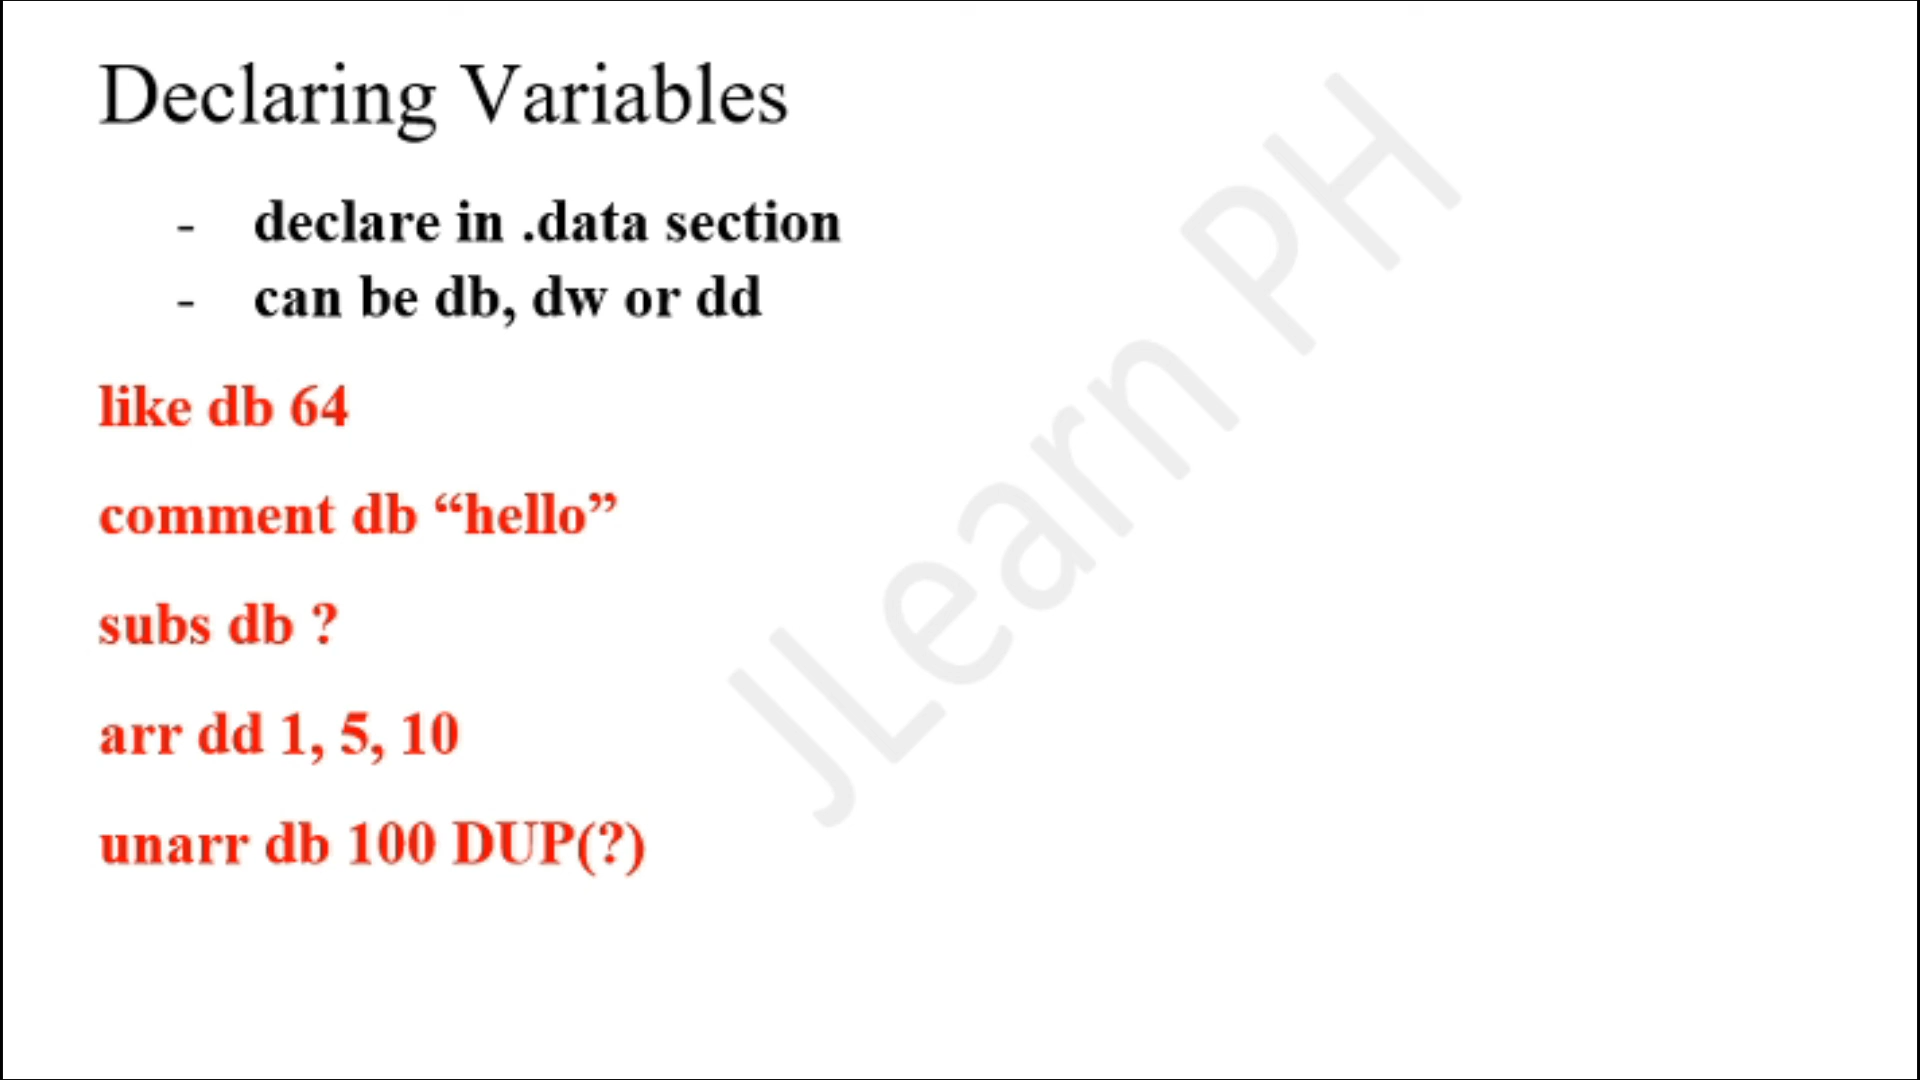 Declaring Variables
- declare in .data section
- can be db, dw or dd
like db 64
comment db “hello”
subs db ?
arr dd 1, 5, 10
unarr db 100 DUP(?)
JLearn PH